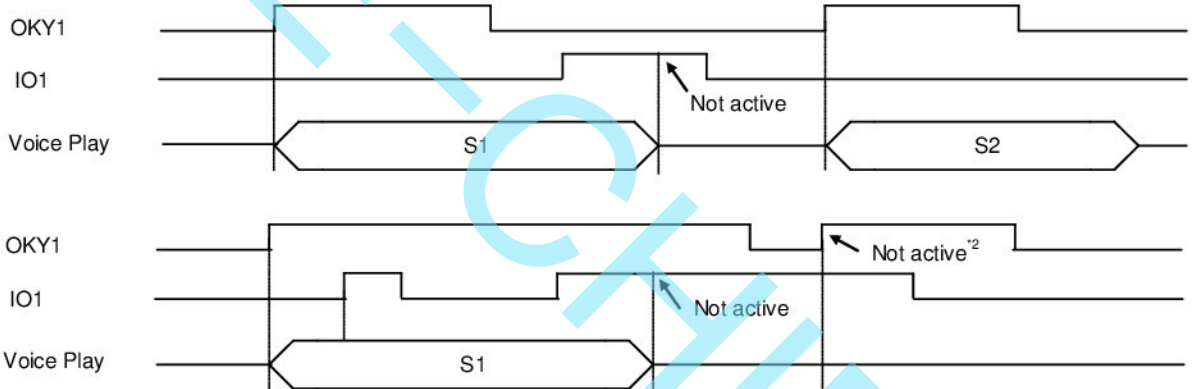 OKY1
IO1
Not active
Voice Play
S1
S2
OKY1
Not active*2
IO1
Not active
Voice Play
S1